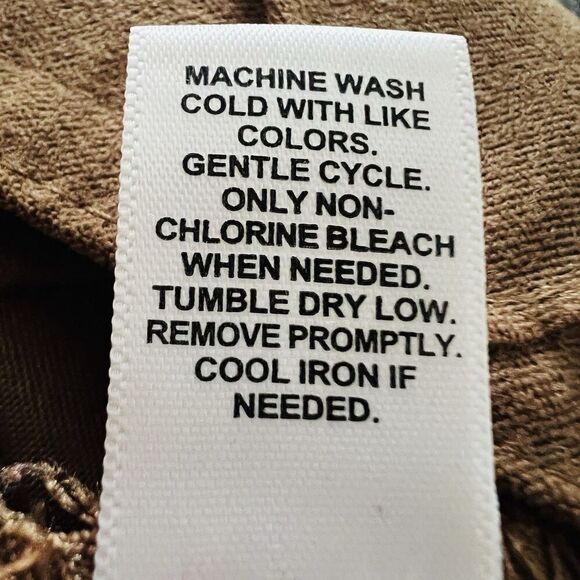 MACHINE WASH
COLD WITH LIKE
COLORS.
GENTLE CYCLE.
ONLY NON-
CHLORINE BLEACH
WHEN NEEDED.
TUMBLE DRY LOW.
REMOVE PROMPTLY.
COOL IRON IF
NEEDED.